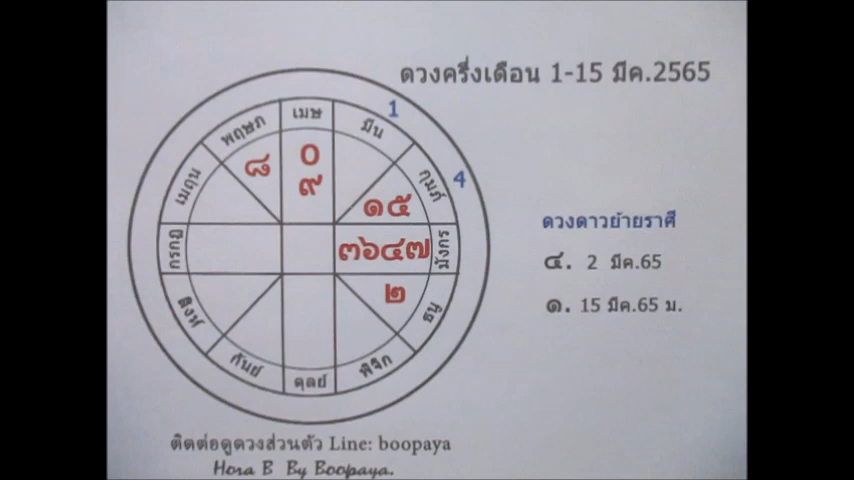 ดวงครึ่งเดือน 1-15 มีค.2565
1
เมษ
พฤษภ
มีน
๘
0
๙
เมถุน
กุมภ์
4
๑๕
ดวงดาวย้ายราศี
กรกฎ
๓๖๔๗
มังกร
๔. 2 มีค.65
๒
๑. 15 มีค.65 ม.
สิงห์
ธนู
กันย์
ตุลย์
พิจิก
ติดต่อดูดวงส่วนตัว Line: boopaya
Hora B By Boopaya.